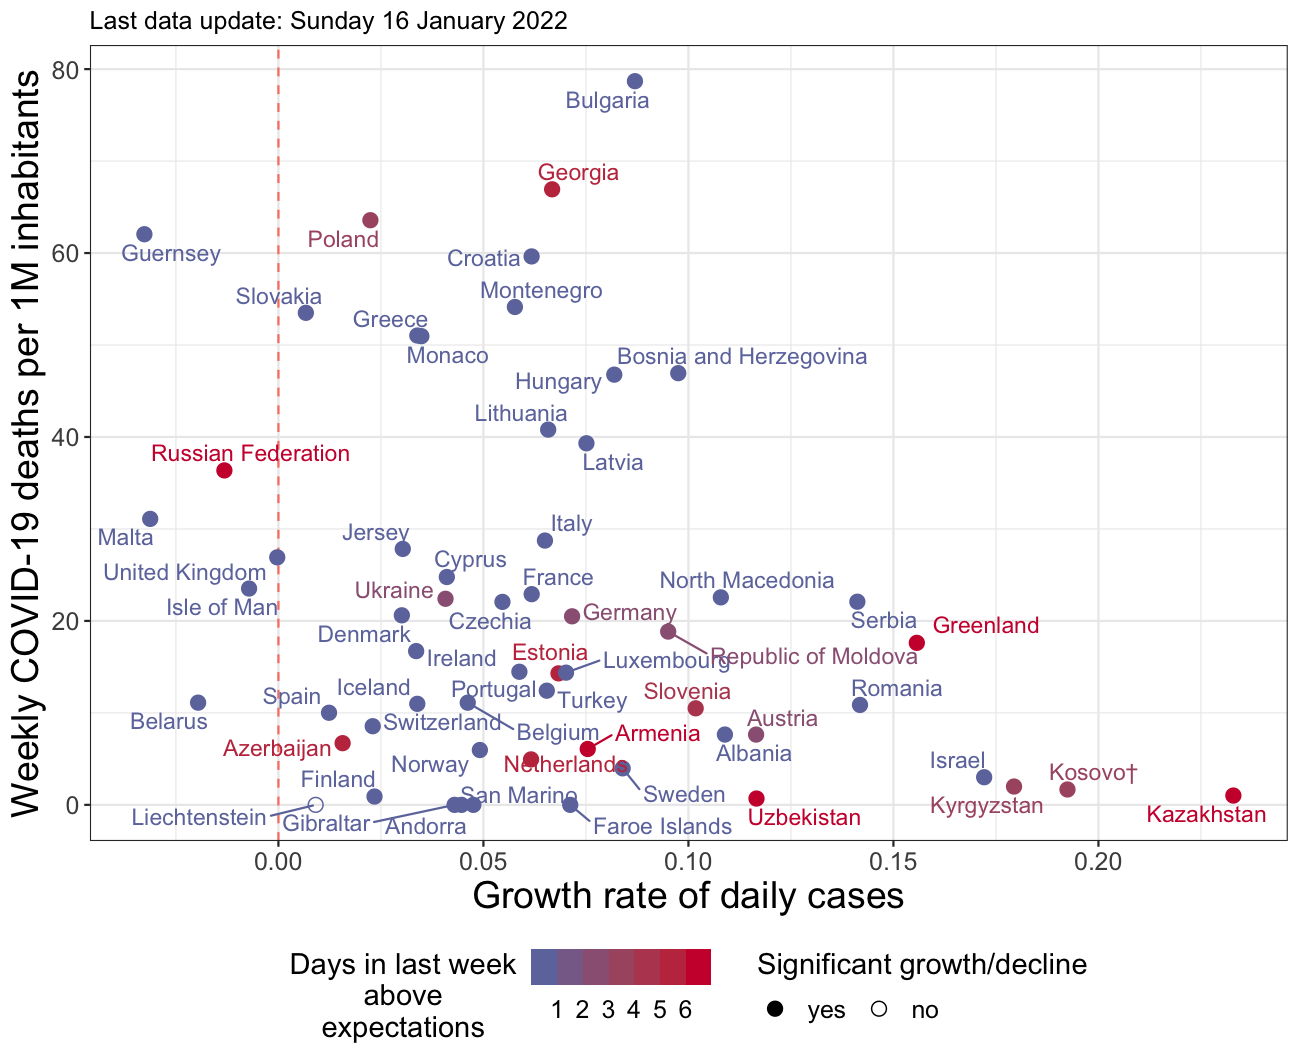 Last data update: Sunday 16 January 2022
Weekly COVID-19 deaths per 1M inhabitants
80
60
40
20
0
Bulgaria
Georgia
Poland
Guernsey
Croatia
Slovakia
Montenegro
Greece
Monaco
Bosnia and Herzegovina
Hungary
Lithuania
Russian Federation
Latvia
Malta
Italy
Jersey
Cyprus
United Kingdom
France
North Macedonia
Ukraine
Isle of Man
Germany
Czechia
Serbia
Greenland
Denmark
Estonia
Ireland
Luxembourg
Republic of Moldova
Iceland
Portugal
Slovenia
Romania
Spain
Turkey
Belarus
Switzerland
Austria
Belgium
Armenia
Azerbaijan
Albania
Norway
Netherlands
Israel
Kosovo†
Finland
San Marino
Sweden
Kyrgyzstan
Liechtenstein
Gibraltar
Andorra
Faroe Islands
Uzbekistan
Kazakhstan
0.00
0.05
0.10
0.15
0.20
Growth rate of daily cases
Days in last week
above
expectations
1 2 3 4 5 6
Significant growth/decline
yes
no